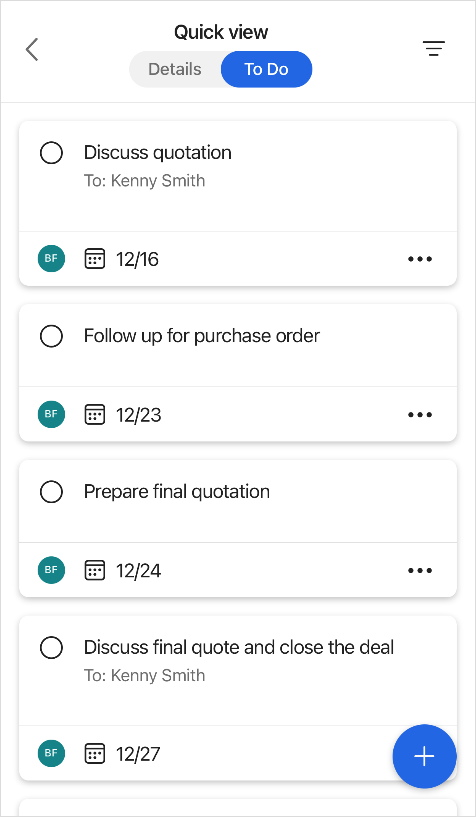 Quick view
Details
To Do
Discuss quotation
To: Kenny Smith
BF
12/16
Follow up for purchase order
BF
12/23
Prepare final quotation
BF
12/24
Discuss final quote and close the deal
To: Kenny Smith
BF
12/27